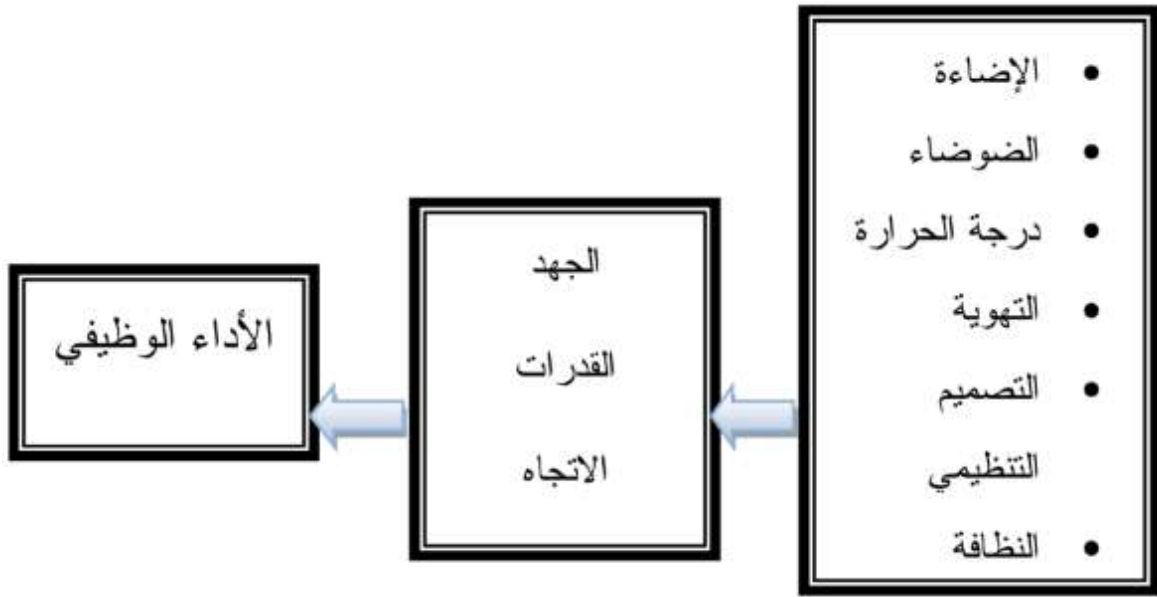 • الإضاءة
• الضوضاء
• درجة الحرارة
• التهوية
• التصميم
التنظيمي
• النظافة
الجهد
القدرات
الاتجاه
الأداء الوظيفي